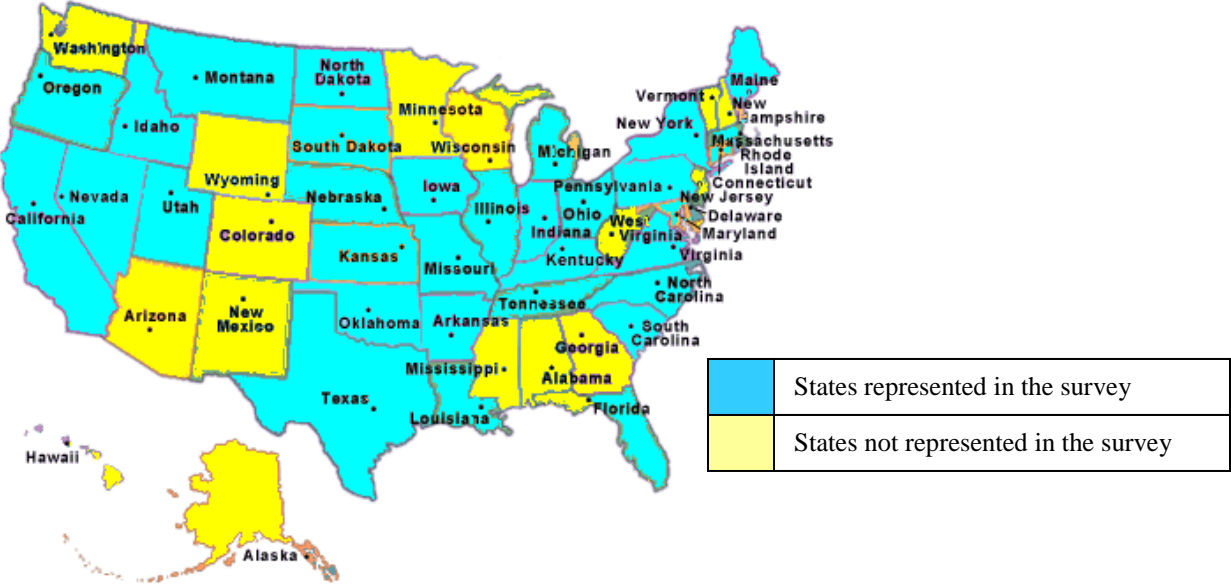 Washington
Oregon
Montana
Idaho
North
Dakota
South Dakota
Minnesota
Wisconsin
Michigan
Wyoming
Nebraska
Iowa
Nevada
Utah
California
Colorado
Kansas
Missouri
Illinois
Indiana
Ohio
Kentucky
Pennsylvania
New York
Vermont
Maine
New
Hampshire
Massachusetts
Rhode
Island
Connecticut
New Jersey
Delaware
Maryland
West
Virginia
Virginia
North
Carolina
South
Carolina
Tennessee
Arizona
New
Mexico
Oklahoma
Arkansas
Texas
Louisiana
Mississippi
Alabama
Georgia
Florida
Hawaii
Alaska
States represented in the survey
States not represented in the survey